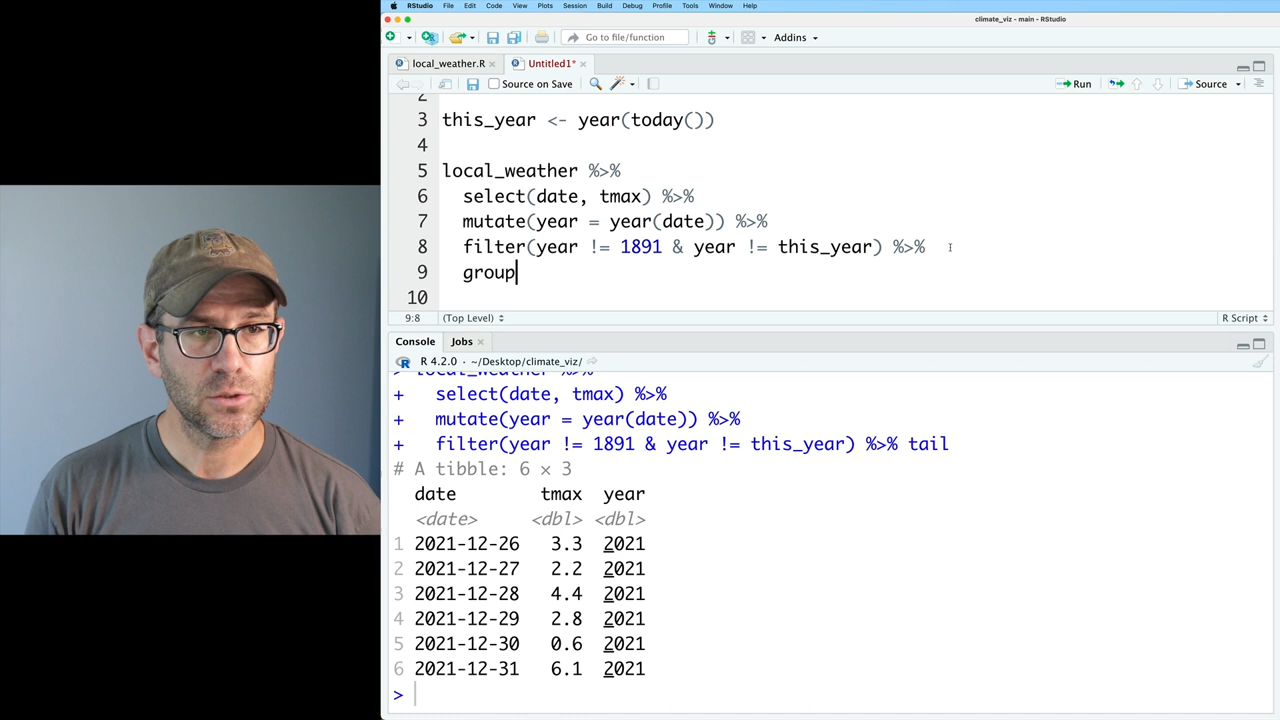 RStudio File Edit Code View Plots Session Build Debug Profile Tools Window Help
climate_viz - main - RStudio
Go to file/function
Addins
local_weather.R
Untitled1*
Source on Save
Run
Source
2
3 this_year <- year(today())
4
5 local_weather %>%
6 select(date, tmax) %>%
7 mutate(year = year(date)) %>%
8 filter(year != 1891 & year != this_year) %>%
9 group
10
9:8 (Top Level) R Script
Console Jobs
R 4.2.0 · ~/Desktop/climate_viz/
> local_weather %>%
+ select(date, tmax) %>%
+ mutate(year = year(date)) %>%
+ filter(year != 1891 & year != this_year) %>% tail
# A tibble: 6 × 3
date tmax year
<date> <dbl> <dbl>
1 2021-12-26 3.3 2021
2 2021-12-27 2.2 2021
3 2021-12-28 4.4 2021
4 2021-12-29 2.8 2021
5 2021-12-30 0.6 2021
6 2021-12-31 6.1 2021
>